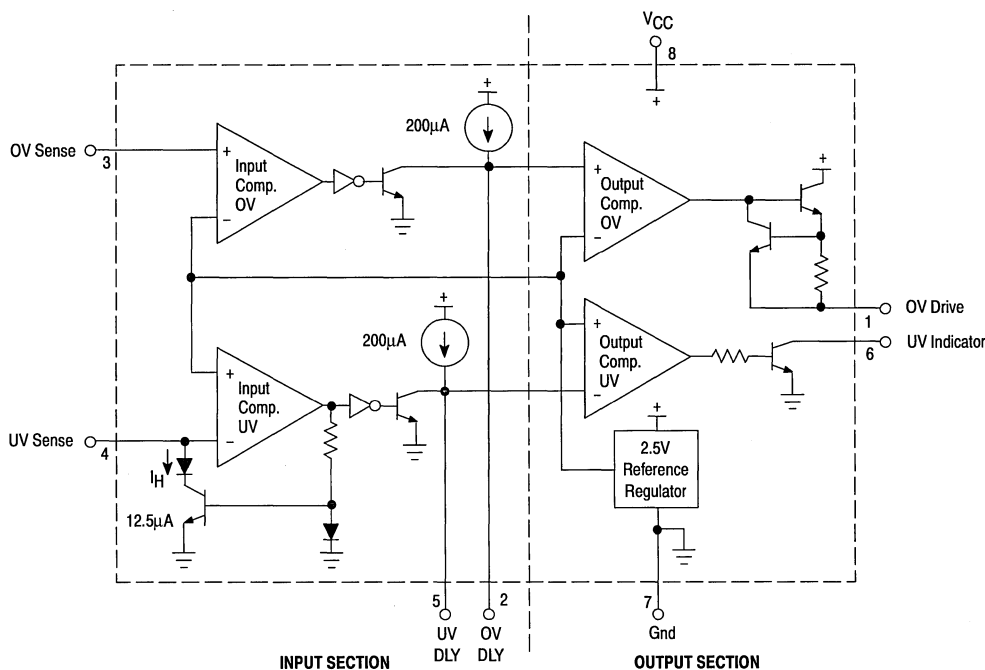 VCC
8
+
+
200μA
OV Sense
3
+
Input
Comp.
OV
−
+
Output
Comp.
OV
−
+
+
200μA
OV Drive
1
UV Indicator
6
+
Output
Comp.
UV
−
+
Input
Comp.
UV
−
UV Sense
4
IH
12.5μA
+
2.5V
Reference
Regulator
5
2
7
UV
DLY
OV
DLY
Gnd
INPUT SECTION
OUTPUT SECTION